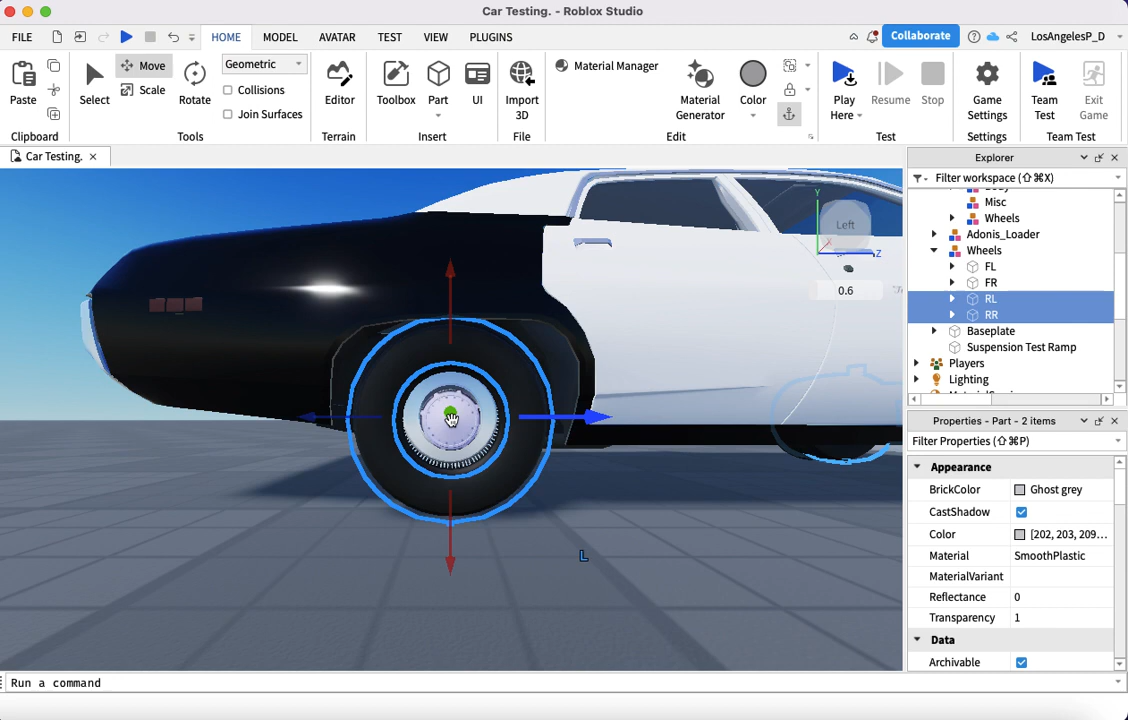 Car Testing. - Roblox Studio
FILE
HOME
MODEL
AVATAR
TEST
VIEW
PLUGINS
Collaborate
LosAngelesP_D
Paste
Select
Move
Scale
Rotate
Geometric
Collisions
Join Surfaces
Editor
Toolbox
Part
UI
Import
3D
Material Manager
Material
Generator
Color
Play
Here
Resume
Stop
Game
Settings
Team
Test
Exit
Game
Clipboard
Tools
Terrain
Insert
File
Edit
Test
Settings
Team Test
Car Testing.
Explorer
Filter workspace (⇧⌘X)
Misc
Wheels
Adonis_Loader
Wheels
FL
FR
RL
RR
Baseplate
Suspension Test Ramp
Players
Lighting
Y
Left
Z
0.6
L
Properties - Part - 2 items
Filter Properties (⇧⌘P)
Appearance
BrickColor Ghost grey
CastShadow
Color [202, 203, 209...
Material SmoothPlastic
MaterialVariant
Reflectance 0
Transparency 1
Data
Archivable
Run a command